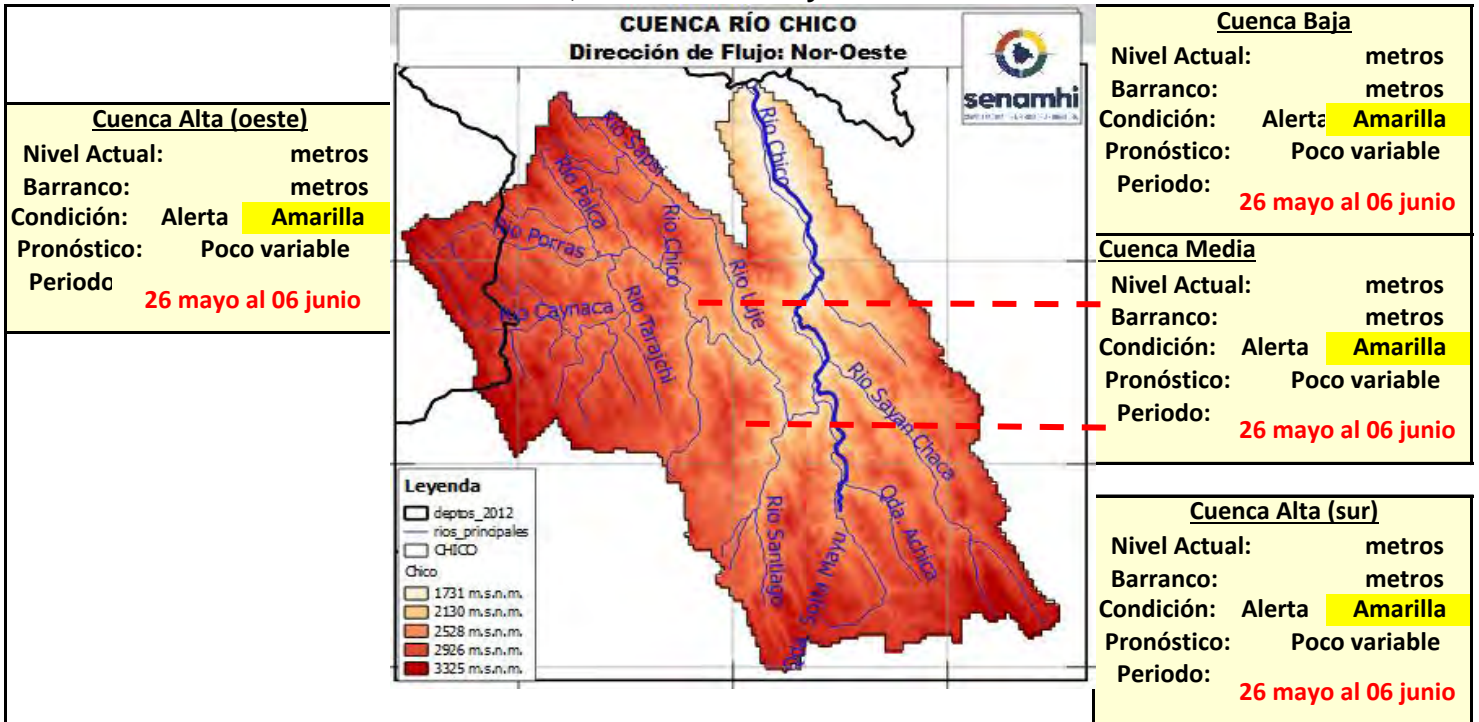 CUENCA RÍO CHICO
Dirección de Flujo: Nor-Oeste
senamhi
Cuenca Alta (oeste)
Nivel Actual: metros
Barranco: metros
Condición: Alerta Amarilla
Pronóstico: Poco variable
Periodo
26 mayo al 06 junio
Río Sapsi
Río Palca
Río Porras
Río Chico
Río Caynaca
Río Tarajchi
Río Luje
Río Chico
Río Sayan Chaca
Qda. Achica
Río Santiago
Solta Mayu
Leyenda
deptos_2012
rios_principales
CHICO
Chico
1731 m.s.n.m.
2130 m.s.n.m.
2528 m.s.n.m.
2926 m.s.n.m.
3325 m.s.n.m.
Cuenca Baja
Nivel Actual: metros
Barranco: metros
Condición: Alerta Amarilla
Pronóstico: Poco variable
Periodo:
26 mayo al 06 junio
Cuenca Media
Nivel Actual: metros
Barranco: metros
Condición: Alerta Amarilla
Pronóstico: Poco variable
Periodo:
26 mayo al 06 junio
Cuenca Alta (sur)
Nivel Actual: metros
Barranco: metros
Condición: Alerta Amarilla
Pronóstico: Poco variable
Periodo:
26 mayo al 06 junio